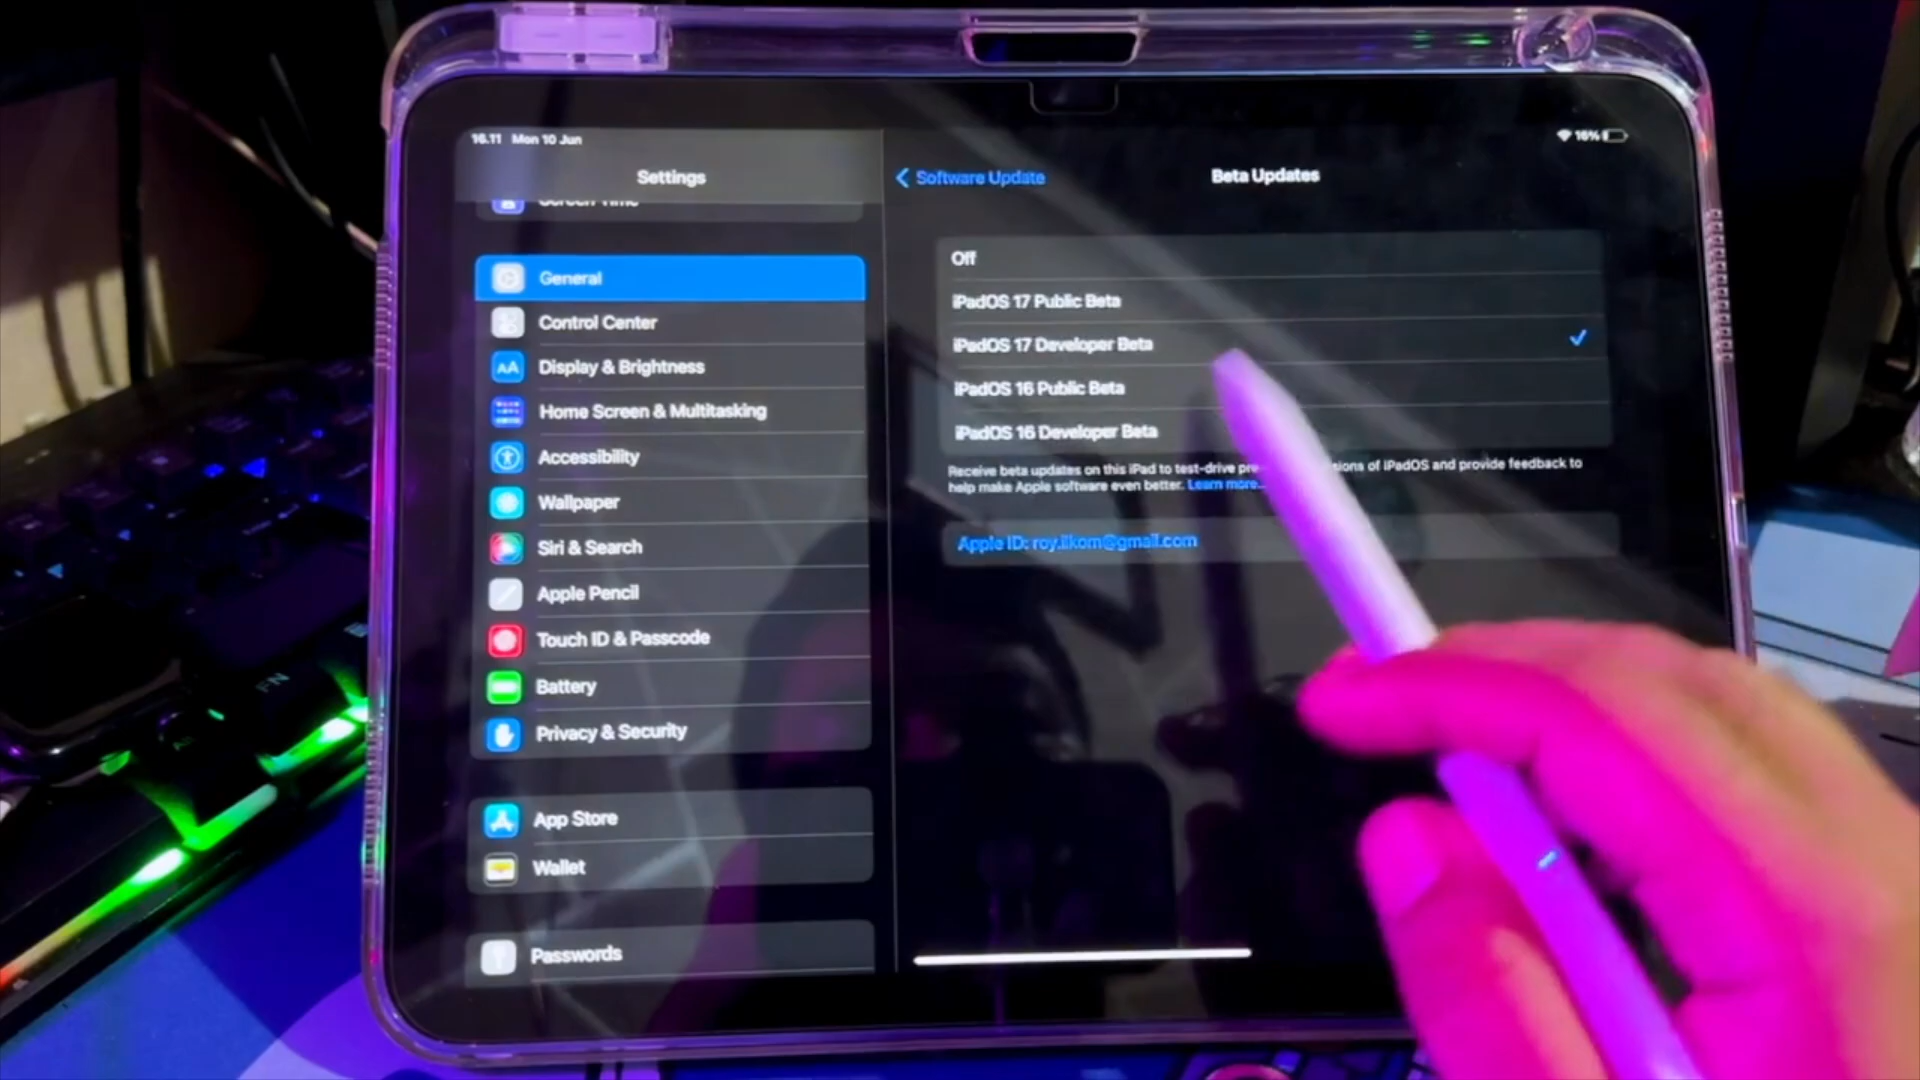 16.11 Mon 10 Jun
16%
Settings
Screen Time
General
Control Center
Display & Brightness
Home Screen & Multitasking
Accessibility
Wallpaper
Siri & Search
Apple Pencil
Touch ID & Passcode
Battery
Privacy & Security
App Store
Wallet
Passwords
Software Update
Beta Updates
Off
iPadOS 17 Public Beta
iPadOS 17 Developer Beta
iPadOS 16 Public Beta
iPadOS 16 Developer Beta
Receive beta updates on this iPad to test-drive of iPadOS and provide feedback to
help make Apple software even better. Learn more...
Apple ID: roy.ilkom@gmail.com
FN